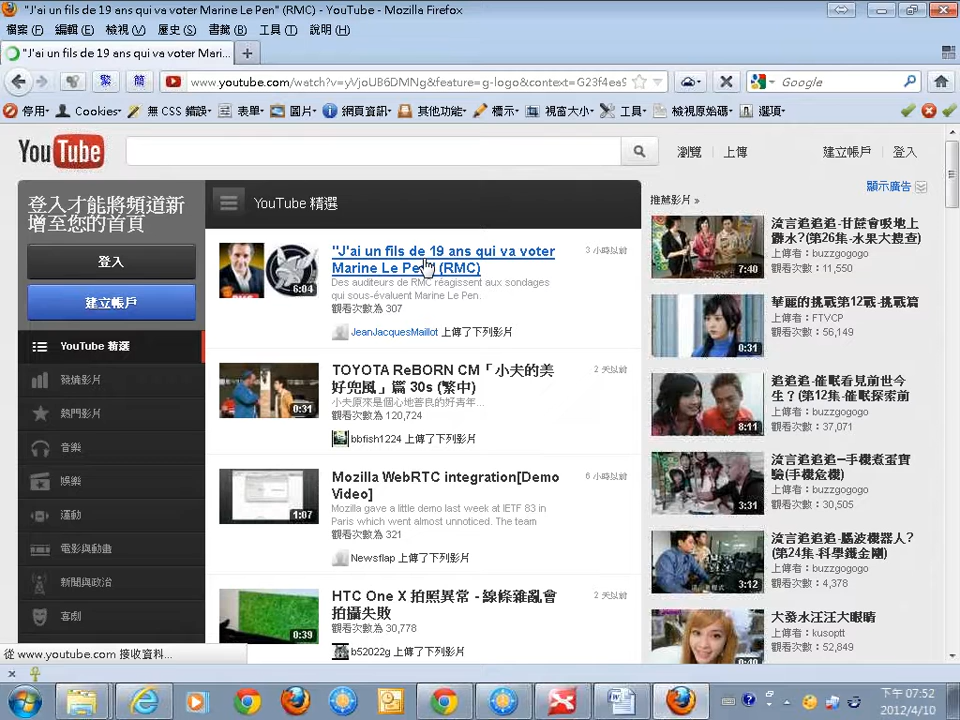 "J'ai un fils de 19 ans qui va voter Marine Le Pen" (RMC) - YouTube - Mozilla Firefox
檔案 (F) 編輯 (E) 檢視 (V) 歷史 (S) 書籤 (B) 工具 (T) 說明 (H)
"J'ai un fils de 19 ans qui va voter Mari...
繁 簡 www.youtube.com/watch?v=yVjoUB6DMNg&feature=g-logo&context=G23f4ea9 Google
停用 Cookies 無 CSS 錯誤 表單 圖片 網頁資訊 其他功能 標示 視窗大小 工具 檢視原始碼 選項
YouTube 瀏覽 上傳 建立帳戶 登入
顯示廣告
登入才能將頻道新
增至您的首頁
登入
建立帳戶
YouTube 精選
發燒影片
熱門影片
音樂
娛樂
運動
電影與動畫
新聞與政治
喜劇
YouTube 精選
"J'ai un fils de 19 ans qui va voter
Marine Le Pen" (RMC)
3 小時以前
6:04
Des auditeurs de RMC réagissent aux sondages
qui sous-évaluent Marine Le Pen.
觀看次數為 307
JeanJacquesMaillot 上傳了下列影片
TOYOTA ReBORN CM「小夫的美
好兜風」篇 30s (繁中)
2 天以前
0:31
小夫原來是個心地善良的好青年...
觀看次數為 120,724
bbfish1224 上傳了下列影片
Mozilla WebRTC integration[Demo
Video]
6 小時以前
1:07
Mozilla gave a little demo last week at IETF 83 in
Paris which went almost unnoticed. The team
觀看次數為 321
Newsflap 上傳了下列影片
HTC One X 拍照異常 - 線條雜亂會
拍攝失敗
2 天以前
0:39
觀看次數為 30,778
b52022g 上傳了下列影片
推薦影片 »
流言追追追-甘蔗會吸地上
髒水?(第26集-水果大搜查)
上傳者：buzzgogogo
觀看次數：11,550
7:40
華麗的挑戰第12戰-挑戰篇
上傳者：FTVCP
觀看次數：56,149
0:31
追追追-催眠看見前世今
生？(第12集-催眠探索前
上傳者：buzzgogogo
觀看次數：37,071
8:11
流言追追追—手機煮蛋實
驗(手機危機)
上傳者：buzzgogogo
觀看次數：30,505
3:31
流言追追追-腦波機器人?
(第24集-科學鐵金剛)
上傳者：buzzgogogo
觀看次數：4,378
3:12
大發水汪汪大眼睛
上傳者：kusoptt
觀看次數：52,849
從 www.youtube.com 接收資料...
下午 07:52
2012/4/10